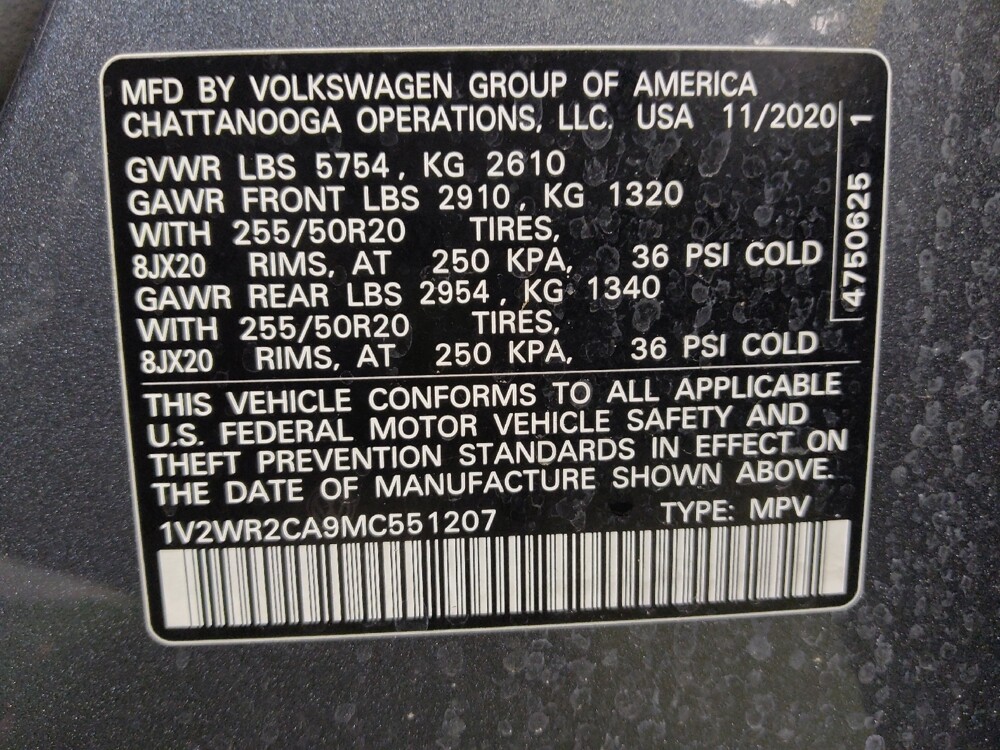 MFD BY VOLKSWAGEN GROUP OF AMERICA
CHATTANOOGA OPERATIONS, LLC. USA 11/2020
GVWR LBS 5754, KG 2610
GAWR FRONT LBS 2910, KG 1320
WITH 255/50R20 TIRES,
8JX20 RIMS, AT 250 KPA, 36 PSI COLD
GAWR REAR LBS 2954, KG 1340
WITH 255/50R20 TIRES,
8JX20 RIMS, AT 250 KPA, 36 PSI COLD
4750625 1
THIS VEHICLE CONFORMS TO ALL APPLICABLE
U.S. FEDERAL MOTOR VEHICLE SAFETY AND
THEFT PREVENTION STANDARDS IN EFFECT ON
THE DATE OF MANUFACTURE SHOWN ABOVE.
1V2WR2CA9MC551207 TYPE: MPV